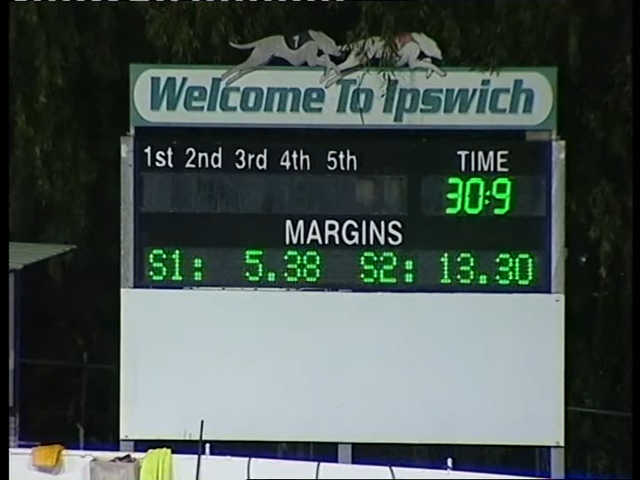 Welcome To Ipswich
1st 2nd 3rd 4th 5th TIME
30:9
MARGINS
S1: 5.38 S2: 13.30